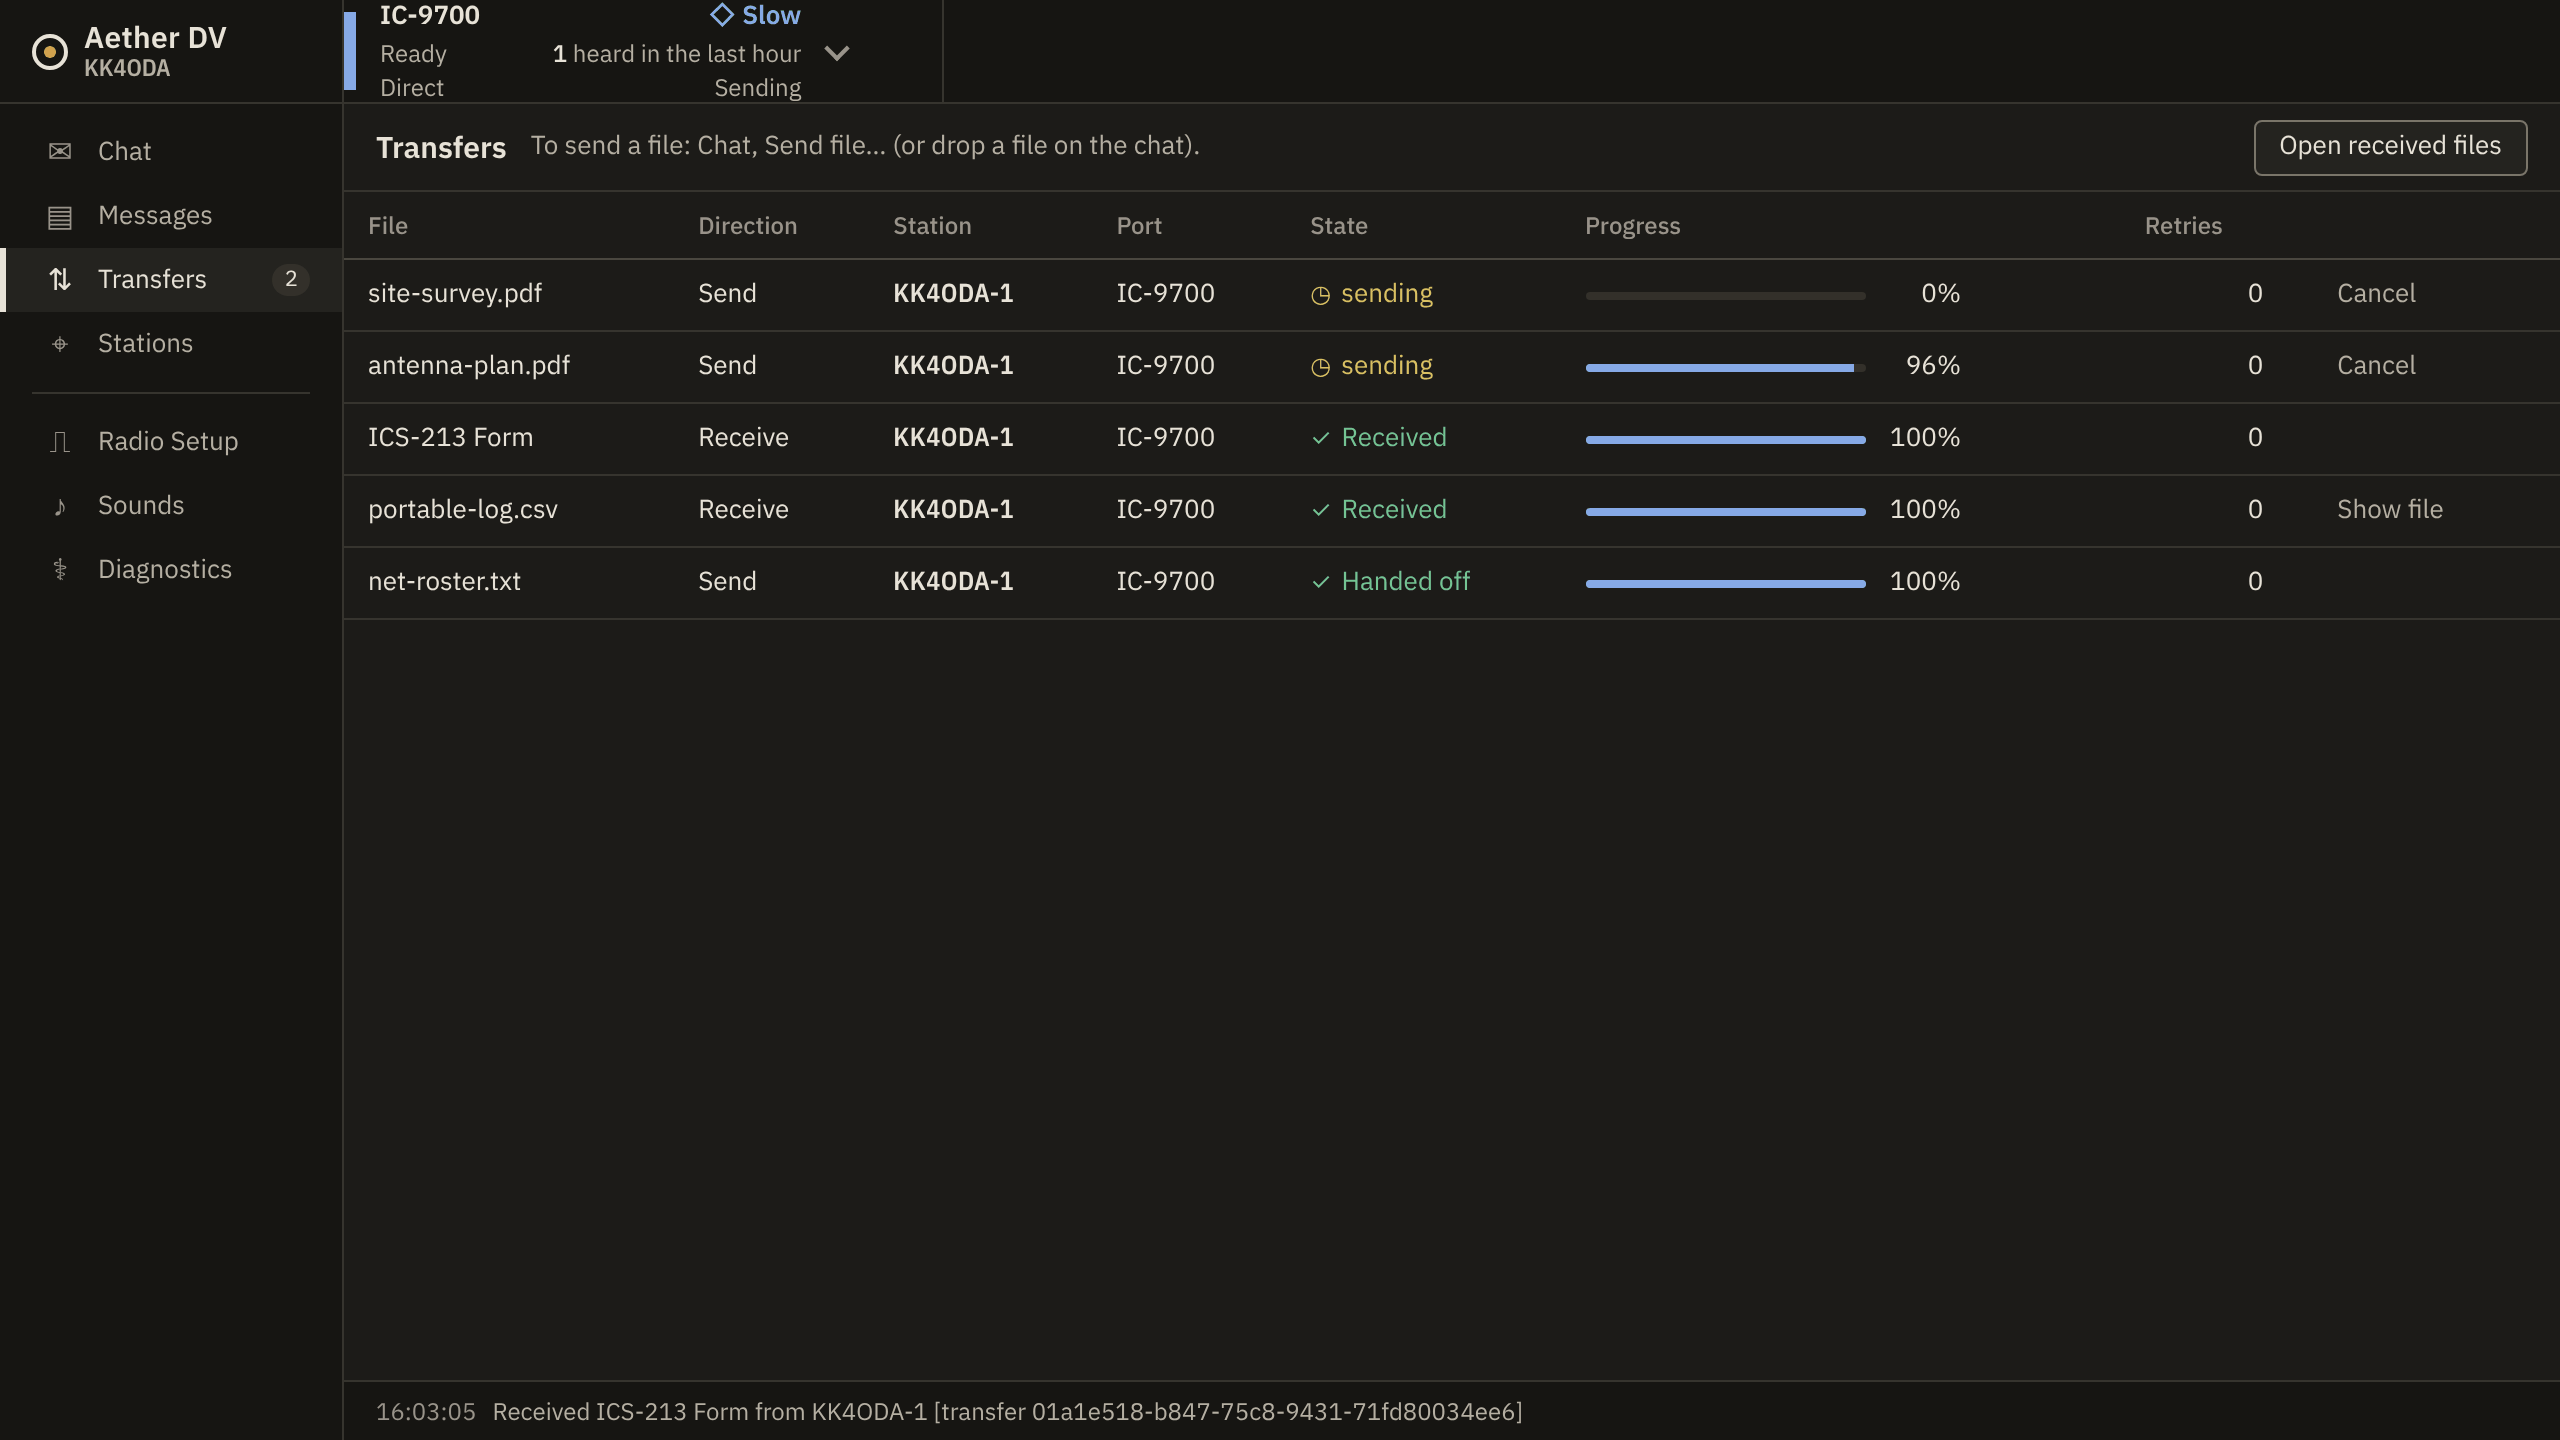 Aether DV
KK4ODA
IC-9700 Slow
Ready 1 heard in the last hour
Direct Sending
Chat
Messages
Transfers 2
Stations
Radio Setup
Sounds
Diagnostics
Transfers To send a file: Chat, Send file... (or drop a file on the chat). Open received files
File Direction Station Port State Progress Retries
site-survey.pdf Send KK4ODA-1 IC-9700 sending 0% 0 Cancel
antenna-plan.pdf Send KK4ODA-1 IC-9700 sending 96% 0 Cancel
ICS-213 Form Receive KK4ODA-1 IC-9700 Received 100% 0
portable-log.csv Receive KK4ODA-1 IC-9700 Received 100% 0 Show file
net-roster.txt Send KK4ODA-1 IC-9700 Handed off 100% 0
16:03:05 Received ICS-213 Form from KK4ODA-1 [transfer 01a1e518-b847-75c8-9431-71fd80034ee6]